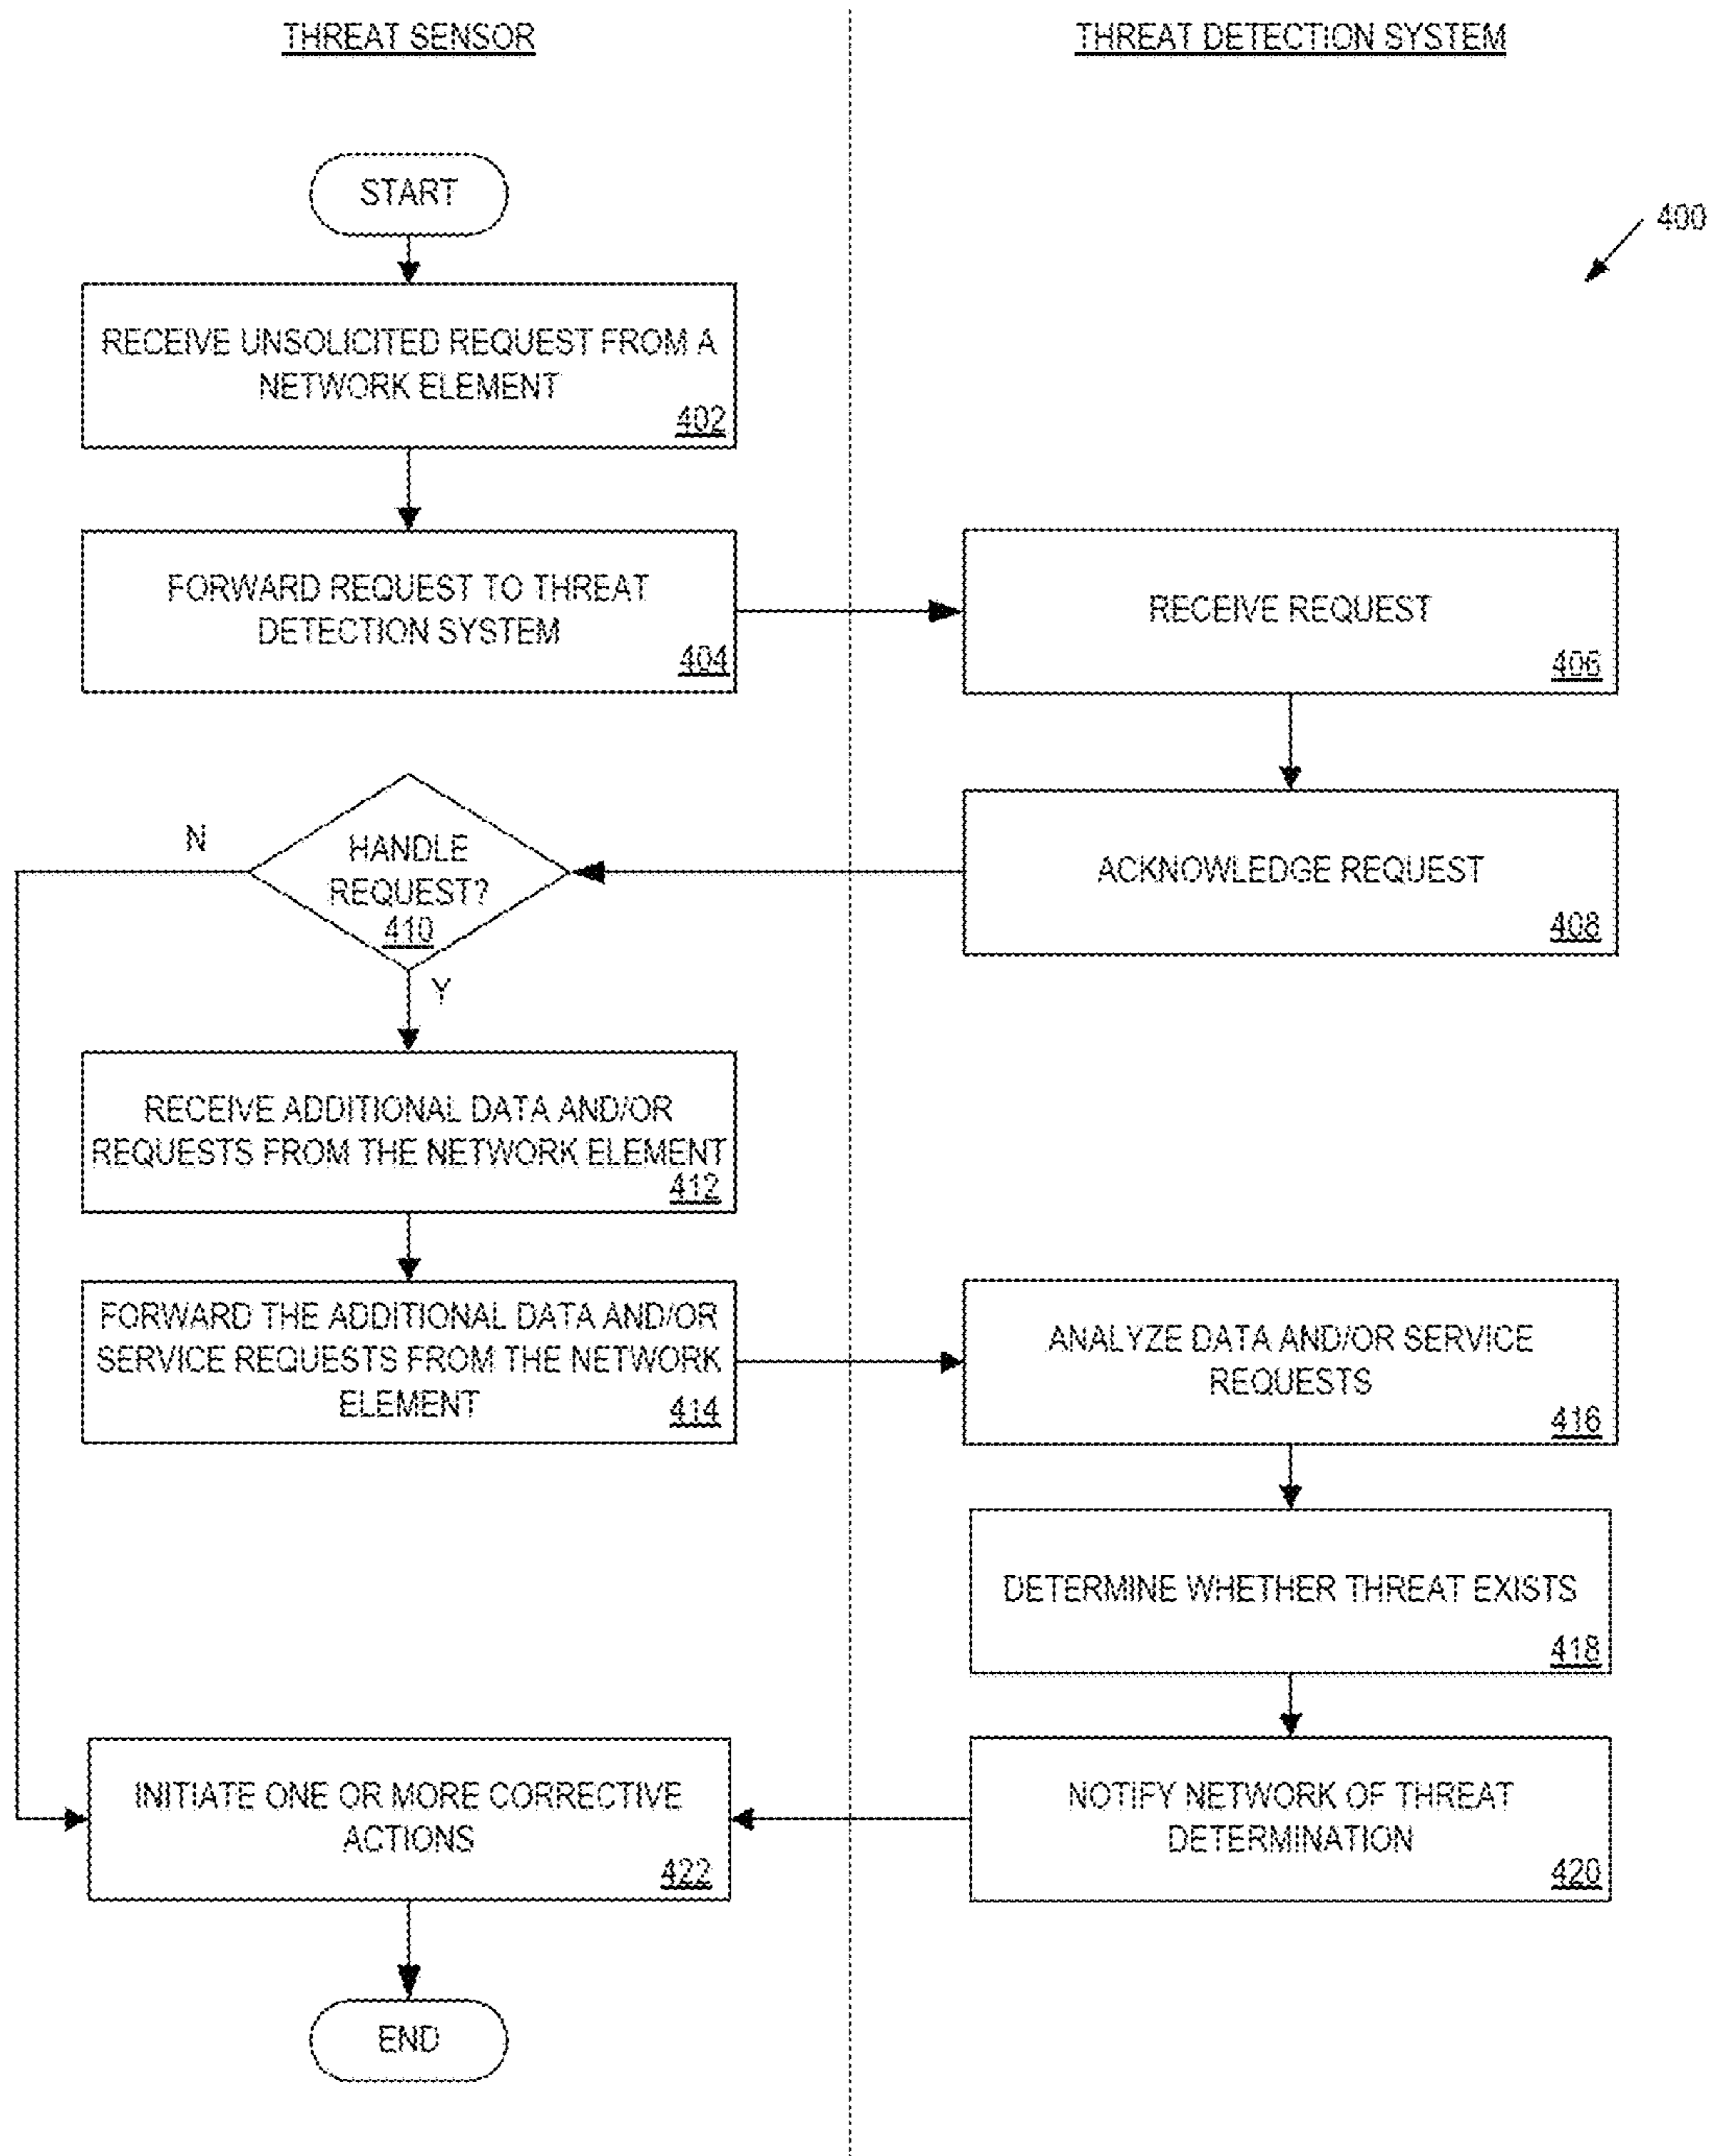 THREAT SENSOR
THREAT DETECTION SYSTEM
START
400
RECEIVE UNSOLICITED REQUEST FROM A
NETWORK ELEMENT
402
FORWARD REQUEST TO THREAT
DETECTION SYSTEM
404
RECEIVE REQUEST
406
N
HANDLE
REQUEST?
410
Y
ACKNOWLEDGE REQUEST
408
RECEIVE ADDITIONAL DATA AND/OR
REQUESTS FROM THE NETWORK ELEMENT
412
FORWARD THE ADDITIONAL DATA AND/OR
SERVICE REQUESTS FROM THE NETWORK
ELEMENT
414
ANALYZE DATA AND/OR SERVICE
REQUESTS
416
DETERMINE WHETHER THREAT EXISTS
418
INITIATE ONE OR MORE CORRECTIVE
ACTIONS
422
NOTIFY NETWORK OF THREAT
DETERMINATION
420
END